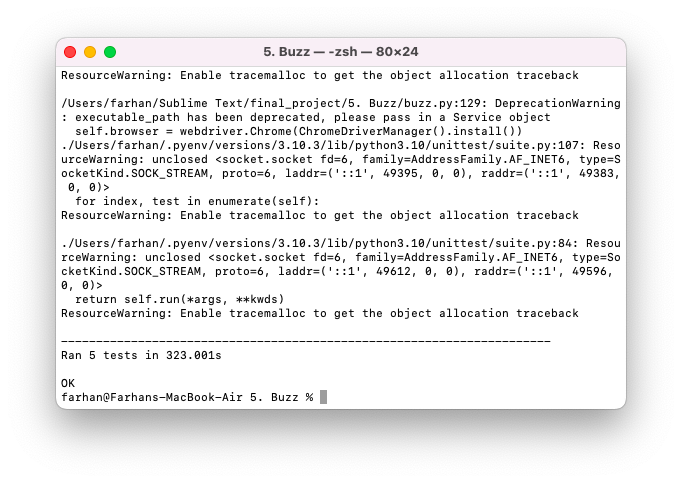 5. Buzz — -zsh — 80×24
ResourceWarning: Enable tracemalloc to get the object allocation traceback
/Users/farhan/Sublime Text/final_project/5. Buzz/buzz.py:129: DeprecationWarning
: executable_path has been deprecated, please pass in a Service object
  self.browser = webdriver.Chrome(ChromeDriverManager().install())
./Users/farhan/.pyenv/versions/3.10.3/lib/python3.10/unittest/suite.py:107: Reso
urceWarning: unclosed <socket.socket fd=6, family=AddressFamily.AF_INET6, type=S
ocketKind.SOCK_STREAM, proto=6, laddr=('::1', 49395, 0, 0), raddr=('::1', 49383,
 0, 0)>
  for index, test in enumerate(self):
ResourceWarning: Enable tracemalloc to get the object allocation traceback
./Users/farhan/.pyenv/versions/3.10.3/lib/python3.10/unittest/suite.py:84: Resou
rceWarning: unclosed <socket.socket fd=6, family=AddressFamily.AF_INET6, type=So
cketKind.SOCK_STREAM, proto=6, laddr=('::1', 49612, 0, 0), raddr=('::1', 49596, 
0, 0)>
  return self.run(*args, **kwds)
ResourceWarning: Enable tracemalloc to get the object allocation traceback
----------------------------------------------------------------------
Ran 5 tests in 323.001s
OK
farhan@Farhans-MacBook-Air 5. Buzz %